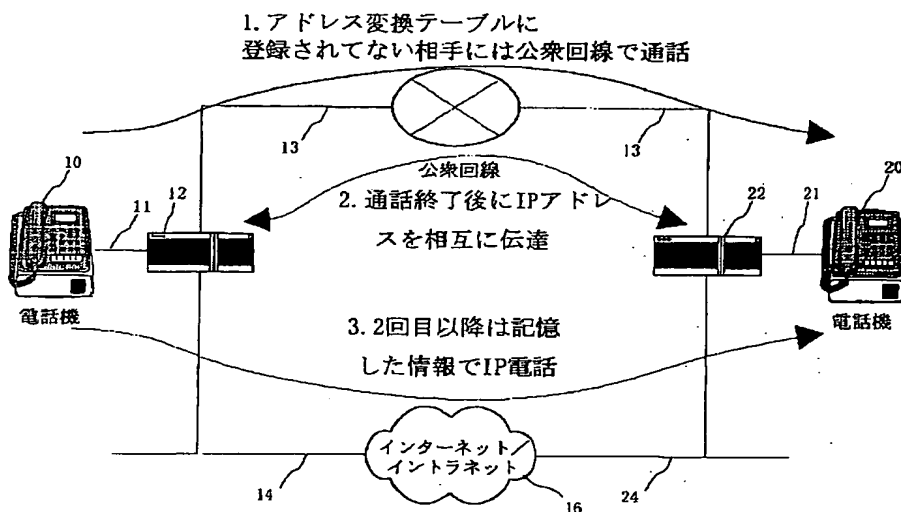 1. アドレス変換テーブルに
登録されてない相手には公衆回線で通話
13
13
公衆回線
10
11
12
2. 通話終了後にIPアドレ
スを相互に伝達
22
21
20
電話機
電話機
3. 2回目以降は記憶
した情報でIP電話
インターネット/
イントラネット
14
16
24